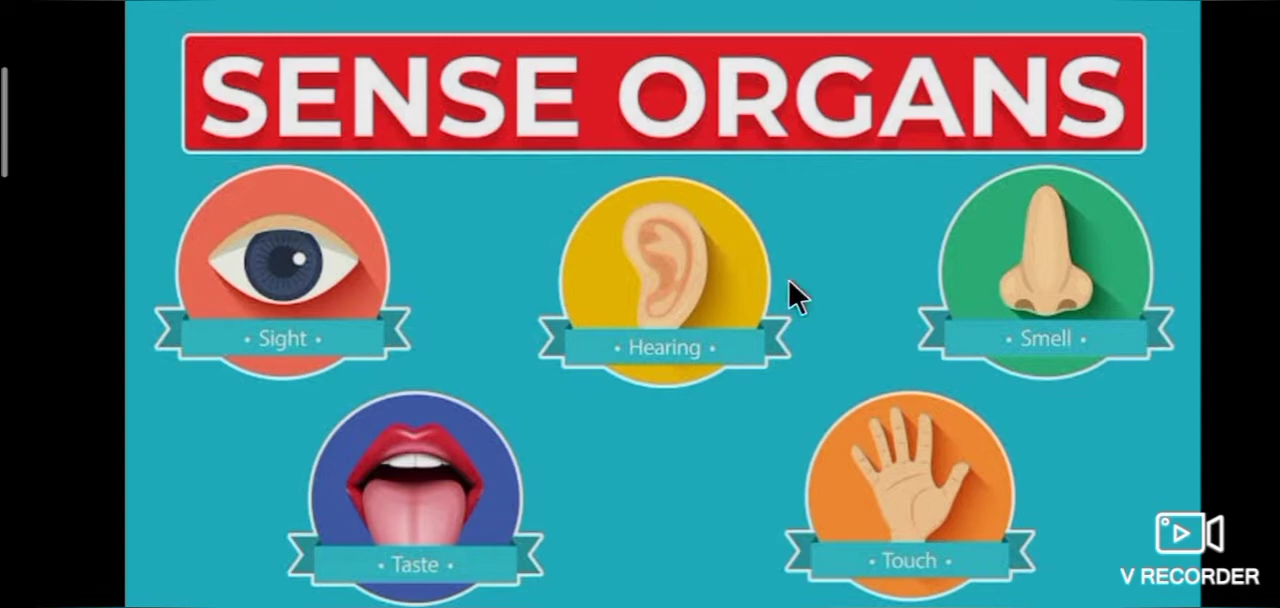 SENSE ORGANS
• Sight •
• Hearing •
• Smell •
• Taste •
• Touch •
V RECORDER